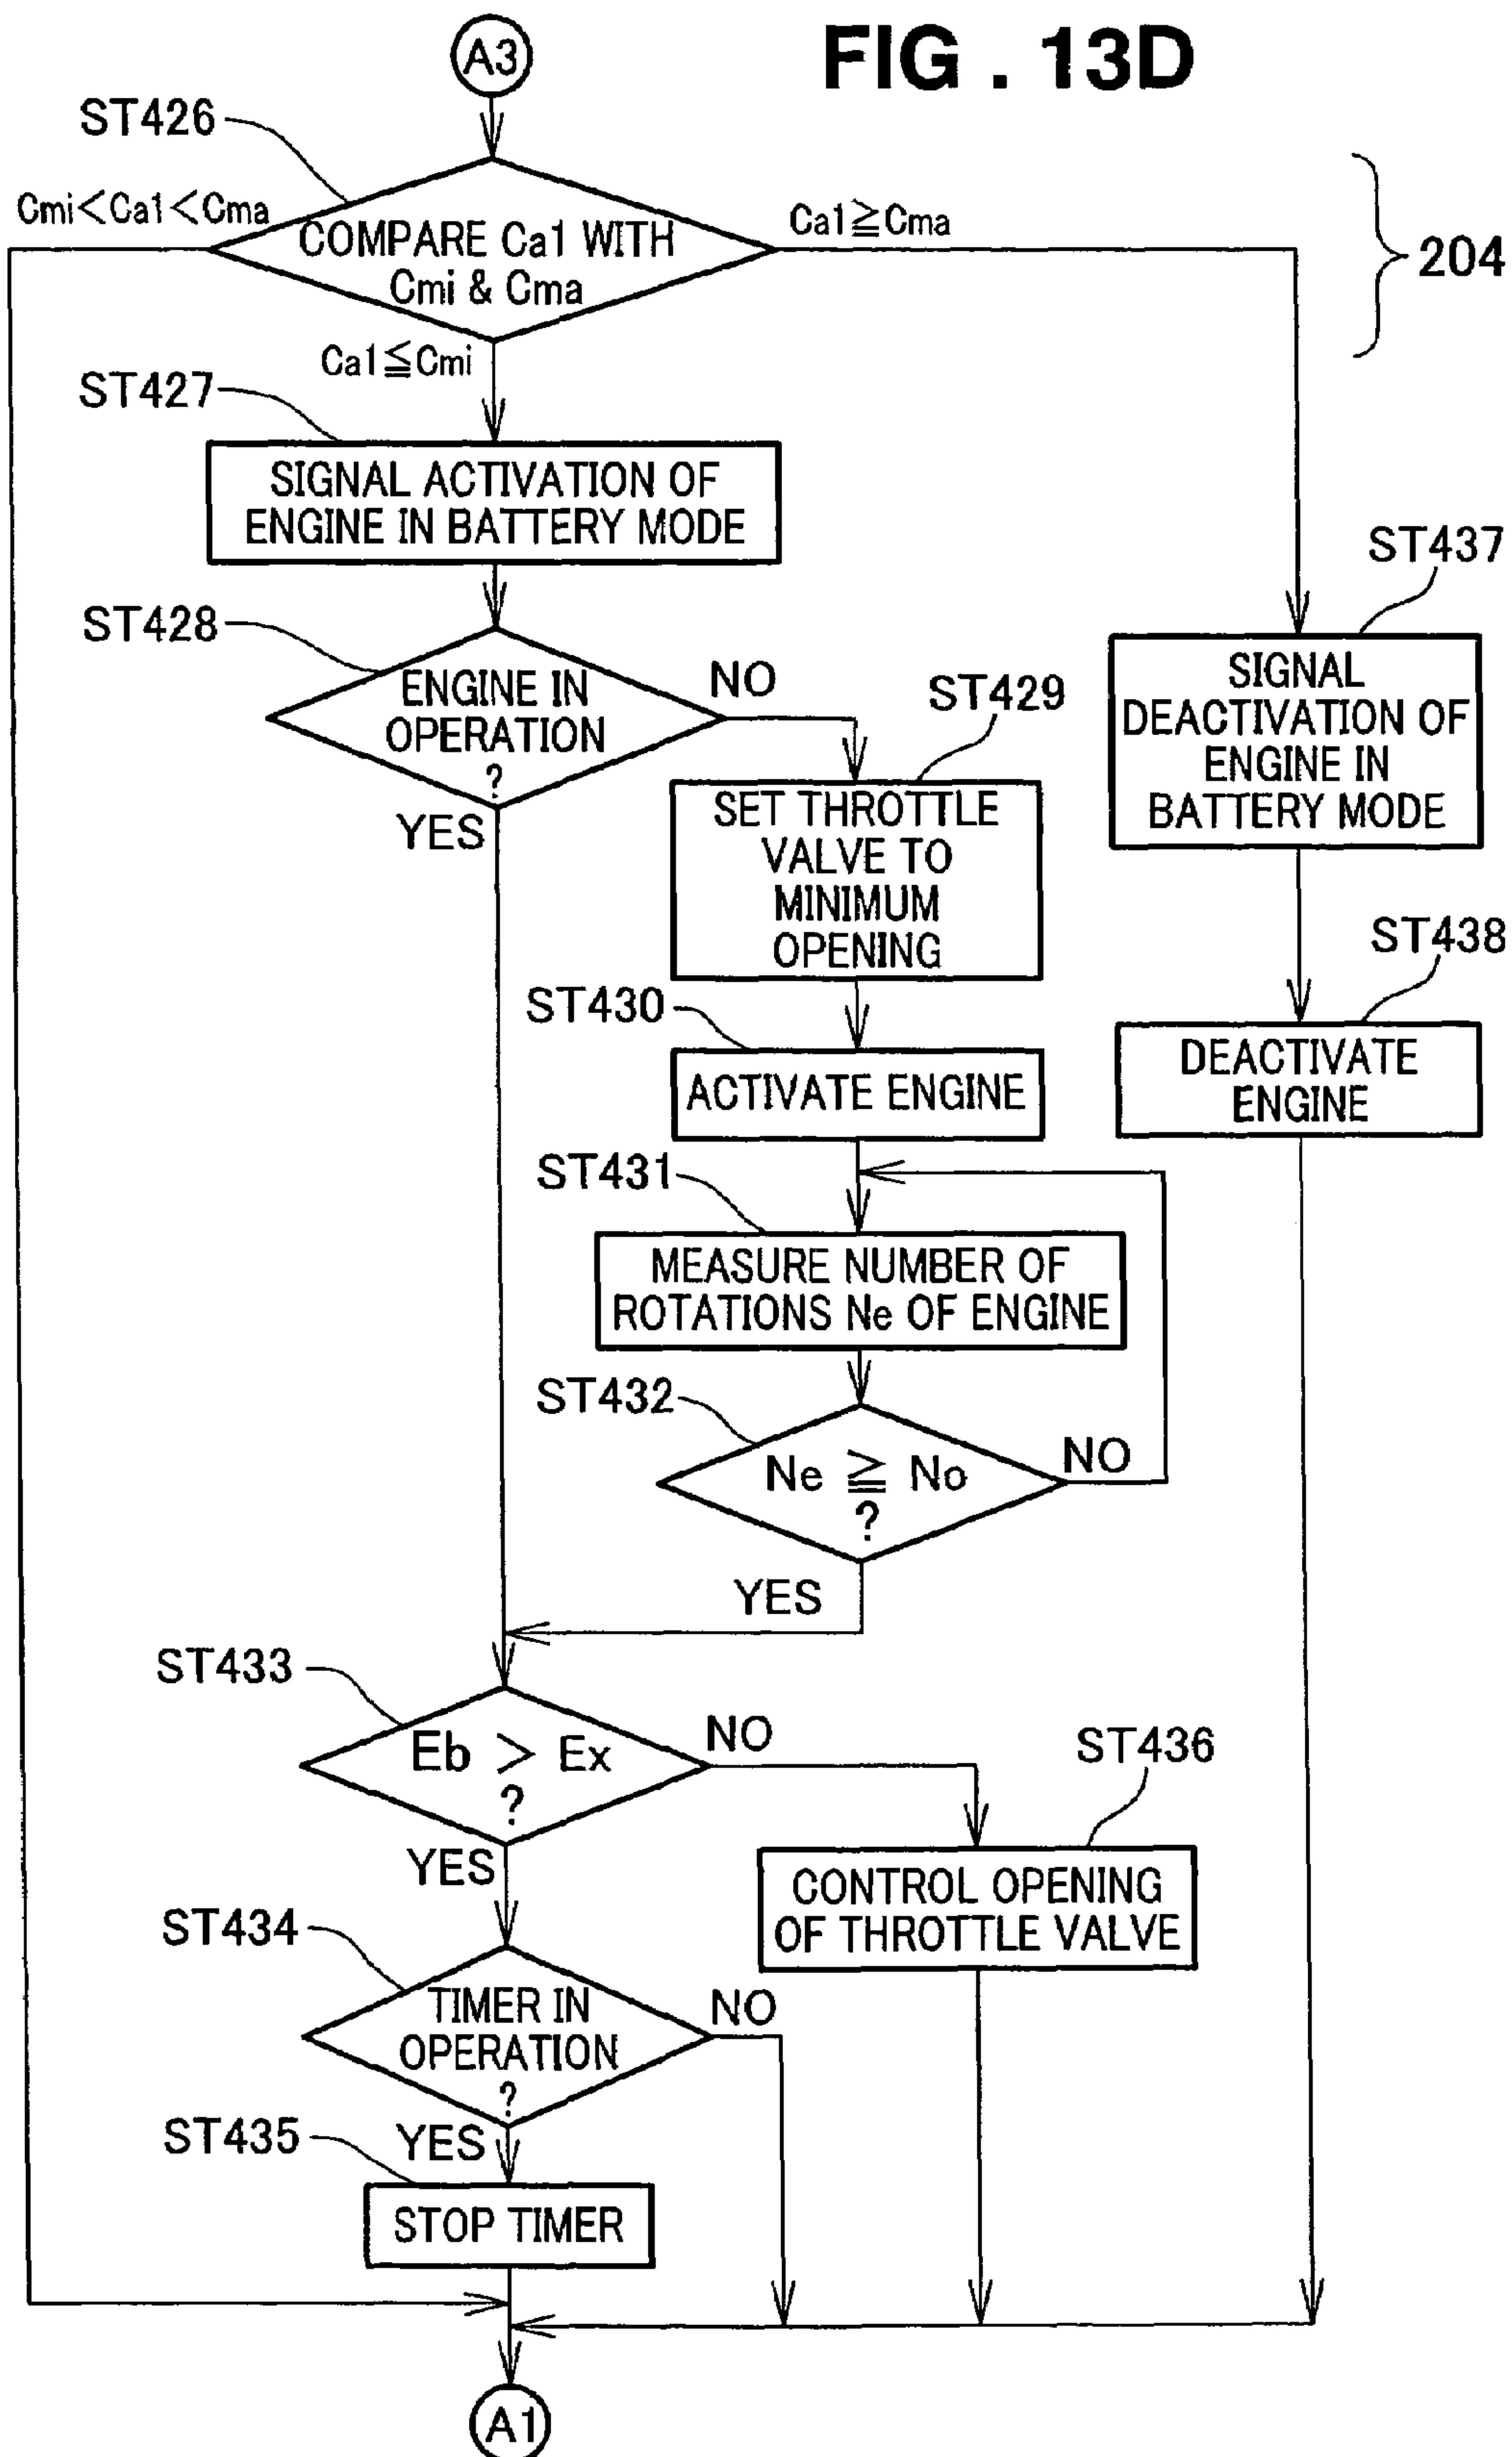 A3
FIG . 13D
ST426
Cmi<Ca1<Cma
Ca1≧Cma
COMPARE Ca1 WITH
Cmi & Cma
204
Ca1≦Cmi
ST427
SIGNAL ACTIVATION OF
ENGINE IN BATTERY MODE
ST437
SIGNAL
DEACTIVATION OF
ENGINE IN
BATTERY MODE
ST428
ENGINE IN
OPERATION
?
NO
YES
ST429
SET THROTTLE
VALVE TO
MINIMUM
OPENING
ST438
DEACTIVATE
ENGINE
ST430
ACTIVATE ENGINE
ST431
MEASURE NUMBER OF
ROTATIONS Ne OF ENGINE
ST432
Ne ≧ No
?
NO
YES
ST433
Eb > Ex
?
NO
YES
ST436
CONTROL OPENING
OF THROTTLE VALVE
ST434
TIMER IN
OPERATION
?
NO
YES
ST435
STOP TIMER
A1